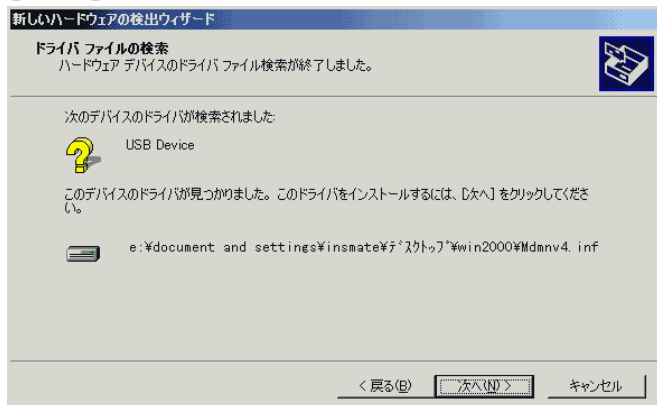 新しいハードウェアの検出ウィザード
ドライバ ファイルの検索
ハードウェア デバイスのドライバ ファイル検索が終了しました。
次のデバイスのドライバが検索されました:
USB Device
このデバイスのドライバが見つかりました。このドライバをインストールするには、[次へ] をクリックしてくださ
い。
e:¥document and settings¥insmate¥ﾃﾞｽｸﾄｯﾌﾟ¥win2000¥Mdmnv4.inf
< 戻る(B)
次へ(N) >
キャンセル